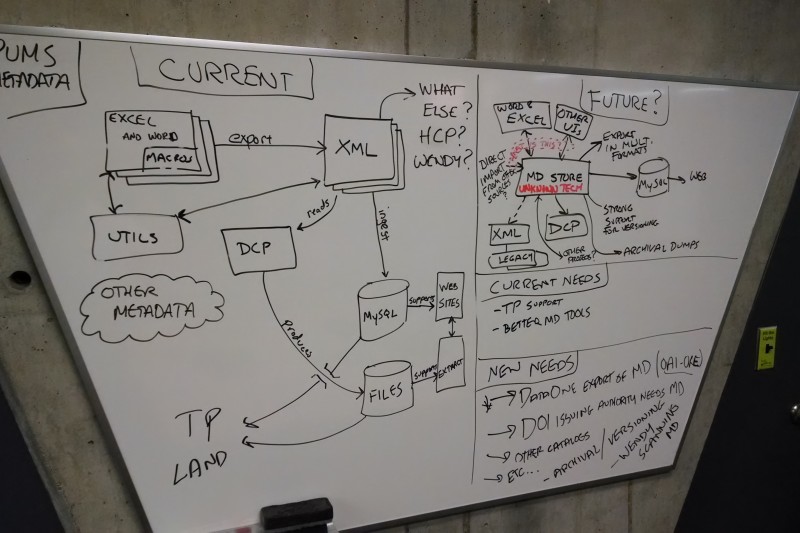 PUMS
METADATA
CURRENT
EXCEL
AND WORD
MACROS
export
XML
WHAT
ELSE?
HCP?
WENDY?
UTILS
reads
ingest
DCP
OTHER
METADATA
produces
MySQL
supports
WEB
SITES
FILES
support
EXTRACT
TP
LAND
FUTURE?
WORD &
EXCEL
OTHER
UIs
IS THIS?
EXPORT
IN MULT.
FORMATS
DIRECT
IMPORT
FROM OTHER
SOURCES
?
MD STORE
UNKNOWN TECH
MySQL
WEB
XML
LEGACY
DCP
STRONG
SUPPORT
FOR VERSIONING
OTHER
PROJECTS?
ARCHIVAL DUMPS
CURRENT NEEDS
- TP SUPPORT
- BETTER MD TOOLS
NEW NEEDS
DATAONE EXPORT OF MD (OAI-ORE)
DOI ISSUING AUTHORITY NEEDS MD
OTHER CATALOGS
ETC...
- ARCHIVAL/VERSIONING
- WENDY
SCANNING
MD